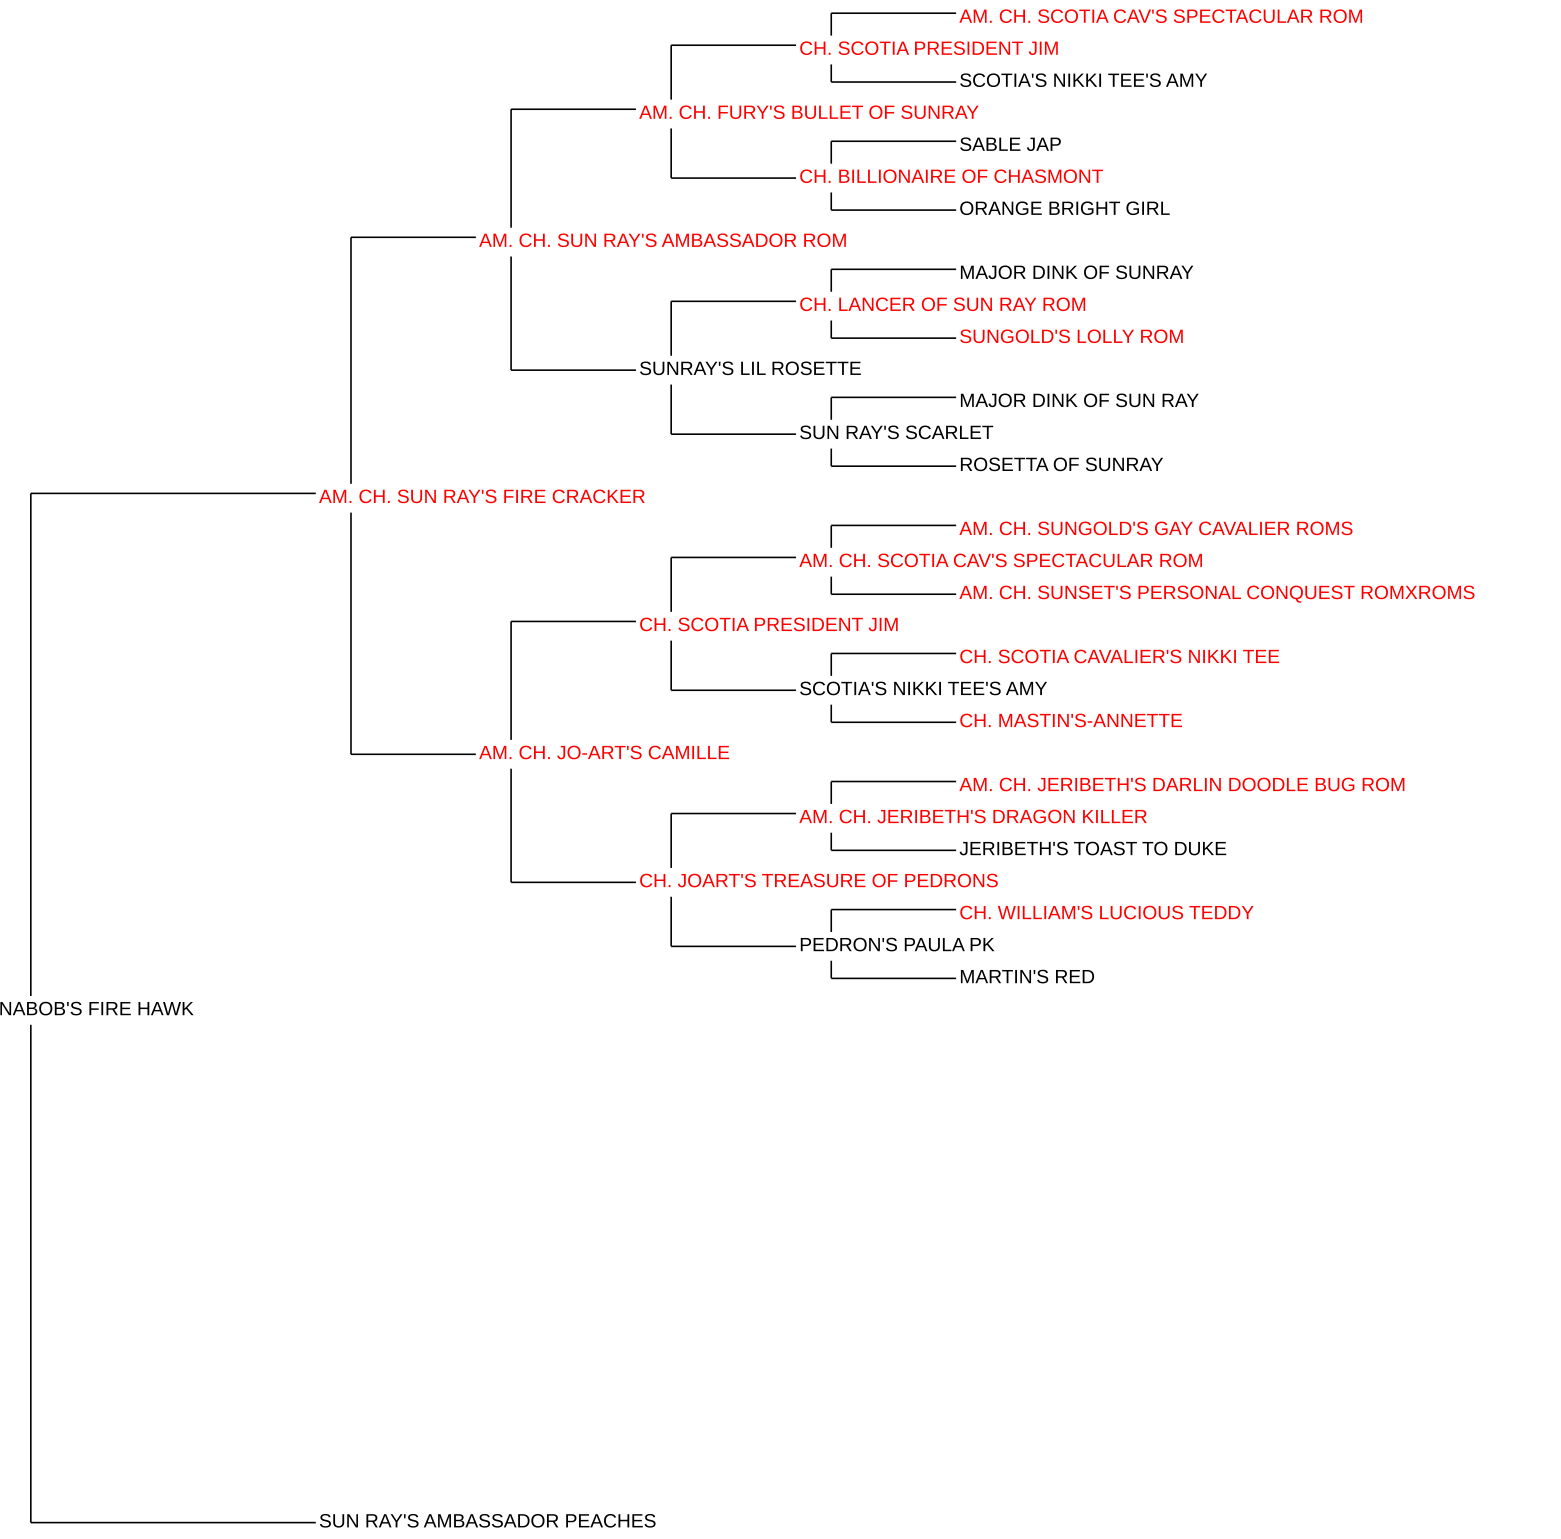 AM. CH. SCOTIA CAV'S SPECTACULAR ROM
CH. SCOTIA PRESIDENT JIM
SCOTIA'S NIKKI TEE'S AMY
AM. CH. FURY'S BULLET OF SUNRAY
SABLE JAP
CH. BILLIONAIRE OF CHASMONT
ORANGE BRIGHT GIRL
AM. CH. SUN RAY'S AMBASSADOR ROM
MAJOR DINK OF SUNRAY
CH. LANCER OF SUN RAY ROM
SUNGOLD'S LOLLY ROM
SUNRAY'S LIL ROSETTE
MAJOR DINK OF SUN RAY
SUN RAY'S SCARLET
ROSETTA OF SUNRAY
AM. CH. SUN RAY'S FIRE CRACKER
AM. CH. SUNGOLD'S GAY CAVALIER ROMS
AM. CH. SCOTIA CAV'S SPECTACULAR ROM
AM. CH. SUNSET'S PERSONAL CONQUEST ROMXROMS
CH. SCOTIA PRESIDENT JIM
CH. SCOTIA CAVALIER'S NIKKI TEE
SCOTIA'S NIKKI TEE'S AMY
CH. MASTIN'S-ANNETTE
AM. CH. JO-ART'S CAMILLE
AM. CH. JERIBETH'S DARLIN DOODLE BUG ROM
AM. CH. JERIBETH'S DRAGON KILLER
JERIBETH'S TOAST TO DUKE
CH. JOART'S TREASURE OF PEDRONS
CH. WILLIAM'S LUCIOUS TEDDY
PEDRON'S PAULA PK
MARTIN'S RED
NABOB'S FIRE HAWK
SUN RAY'S AMBASSADOR PEACHES